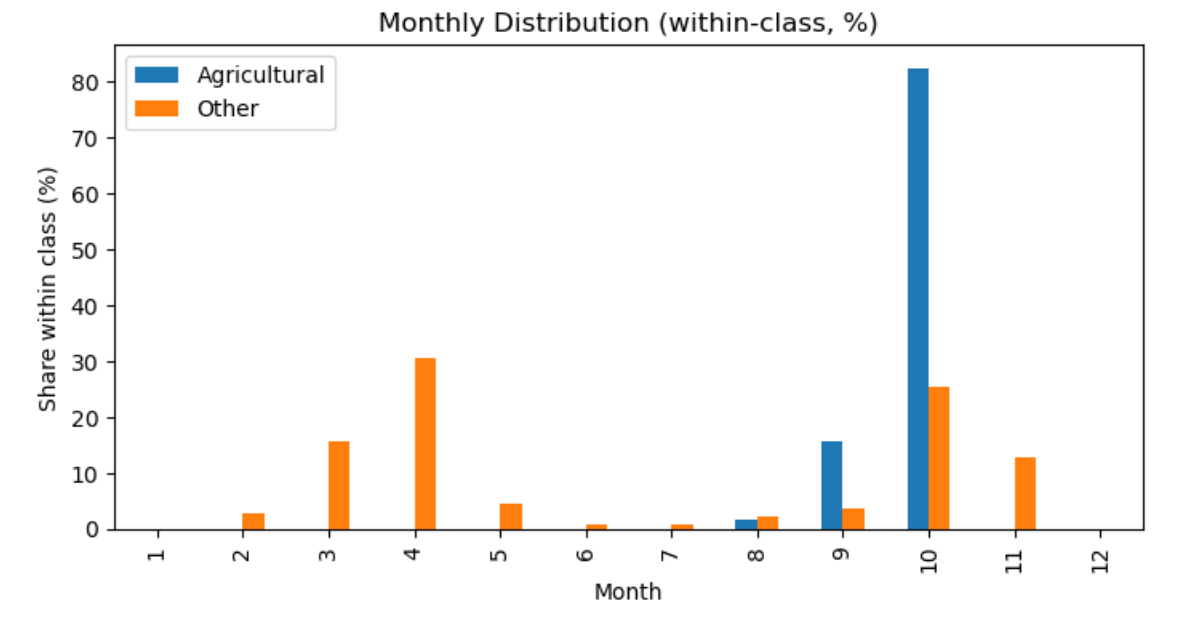 Monthly Distribution (within-class, %)
Agricultural
Other
80
70
60
50
40
30
20
10
0
Share within class (%)
1 2 3 4 5 6 7 8 9 10 11 12
Month